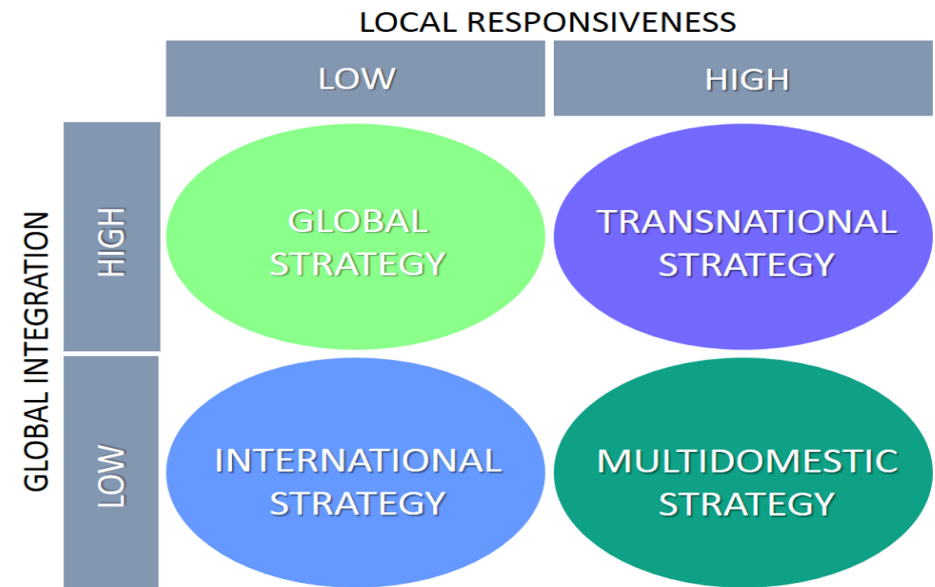 LOCAL RESPONSIVENESS
LOW
HIGH
GLOBAL INTEGRATION
HIGH
GLOBAL
STRATEGY
TRANSNATIONAL
STRATEGY
LOW
INTERNATIONAL
STRATEGY
MULTIDOMESTIC
STRATEGY